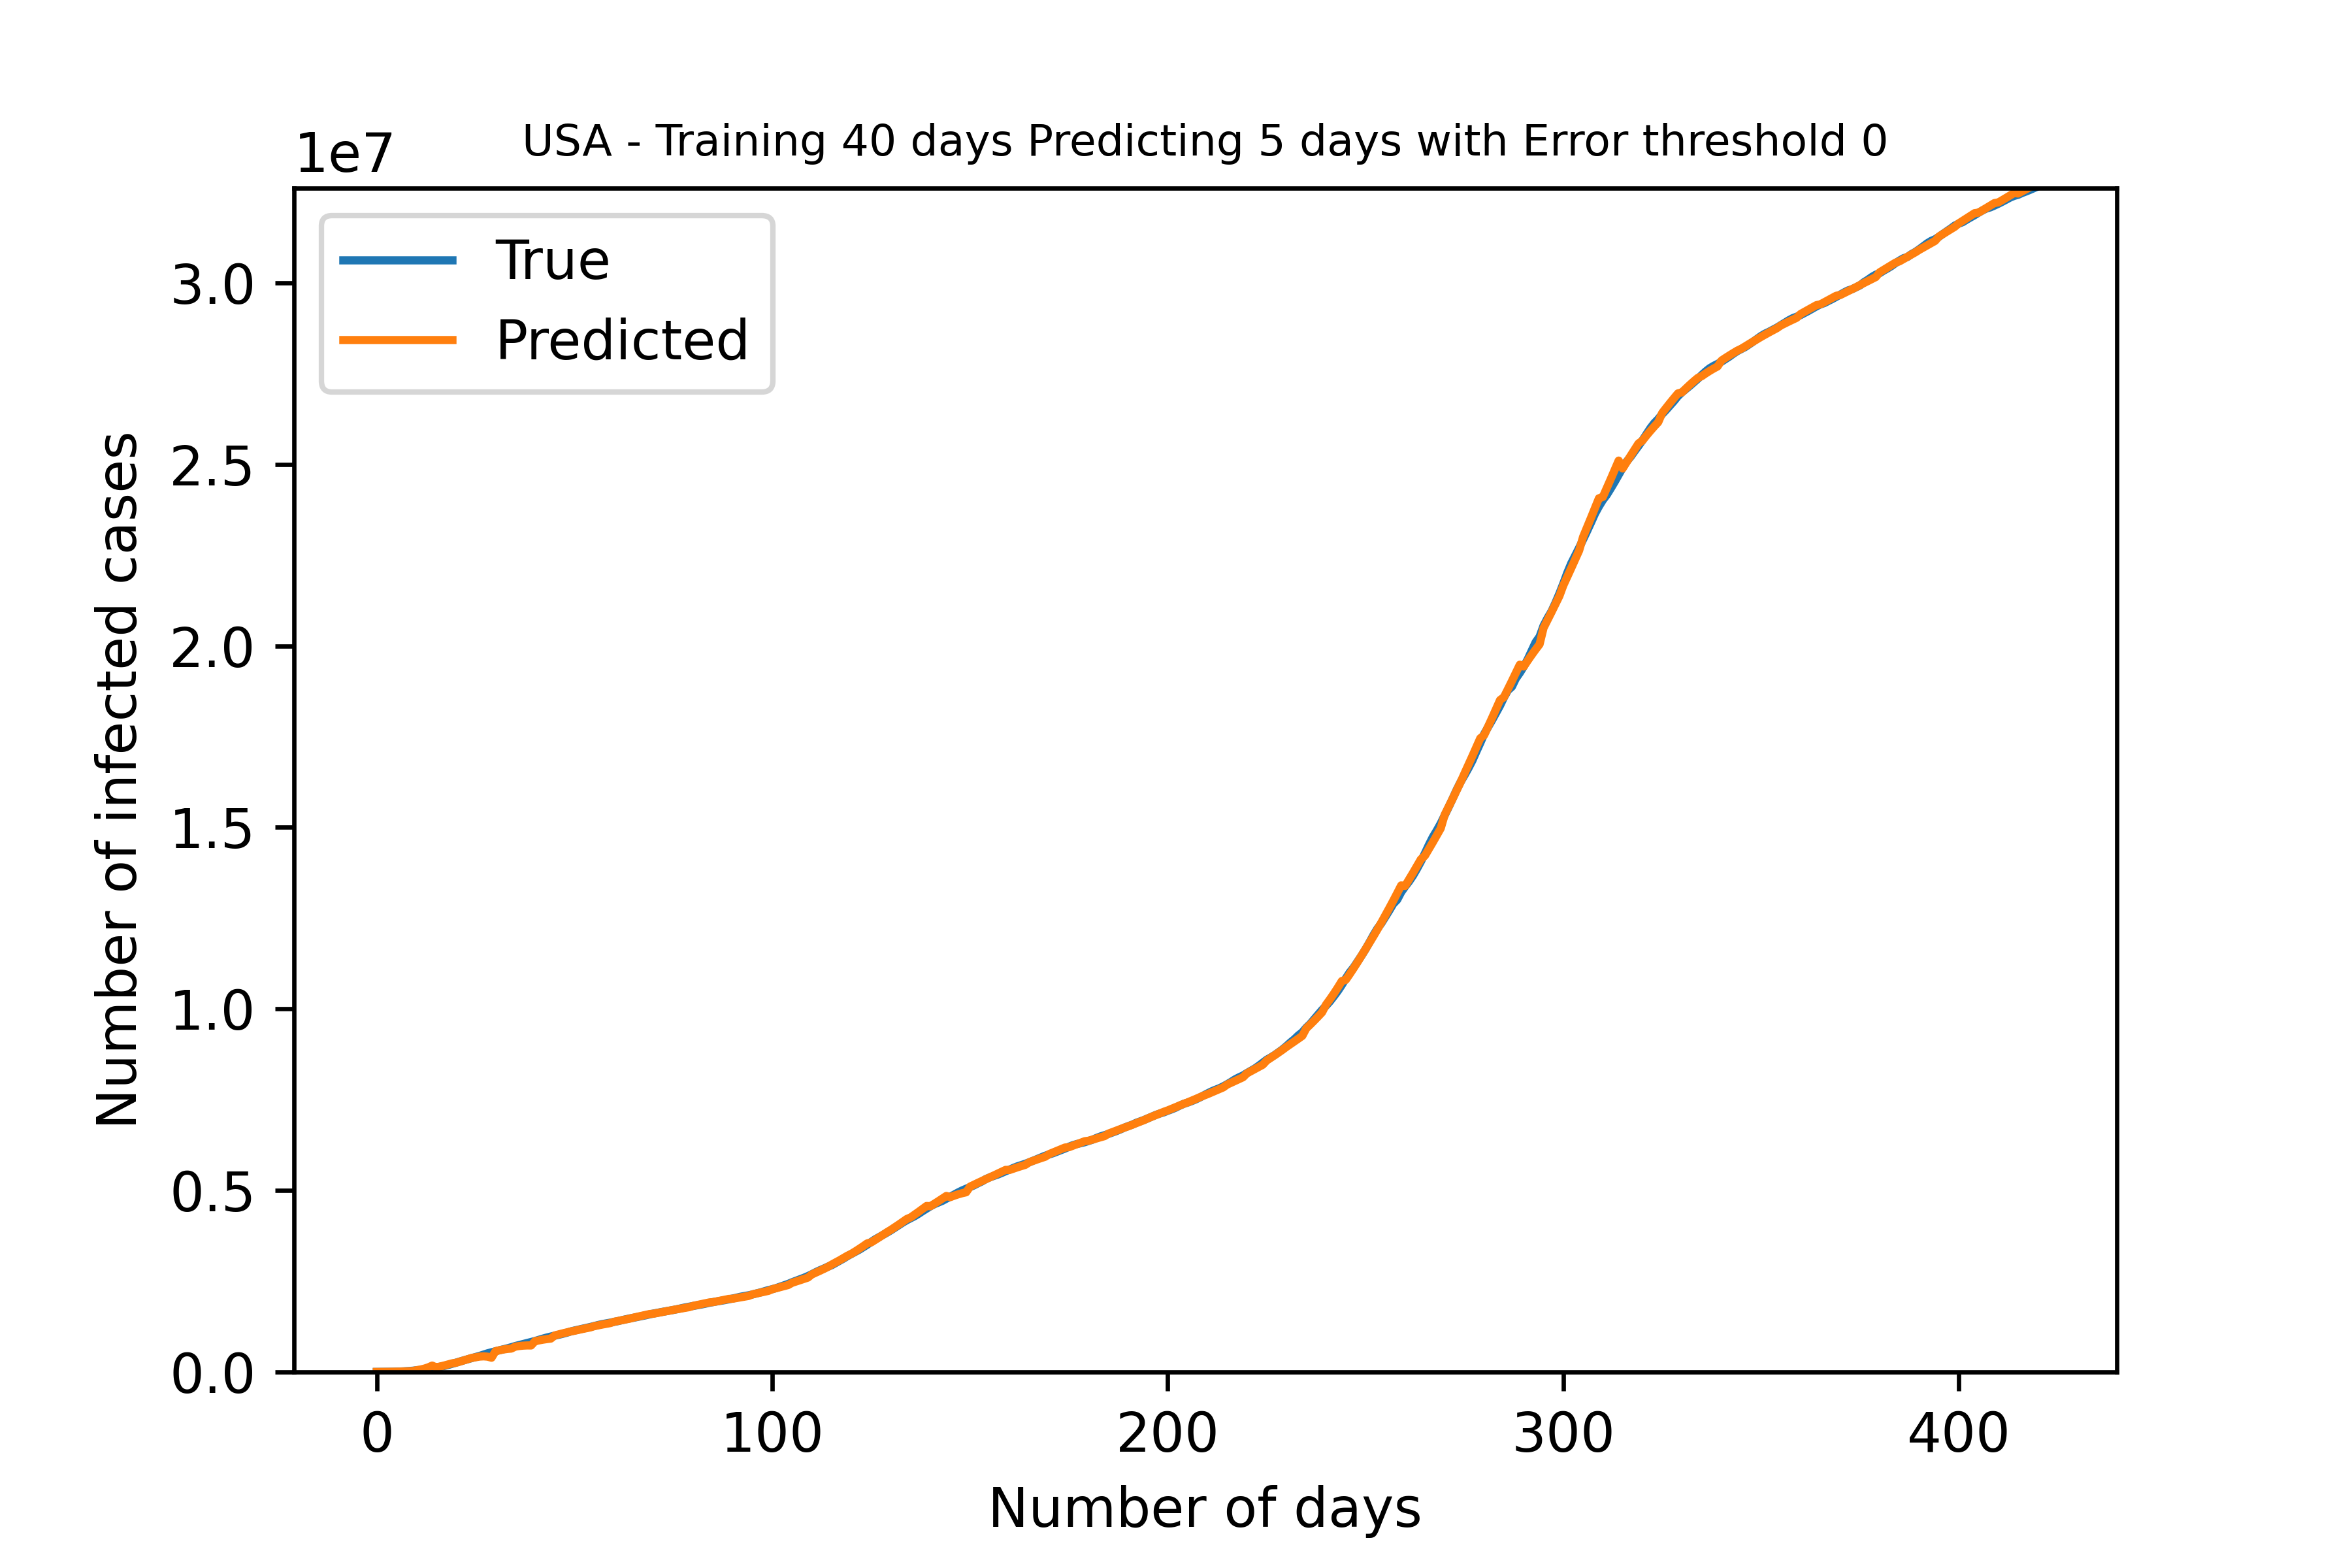 USA - Training 40 days Predicting 5 days with Error threshold 0
1e7
True
Predicted
3.0
2.5
2.0
1.5
1.0
0.5
0.0
Number of infected cases
0 100 200 300 400
Number of days